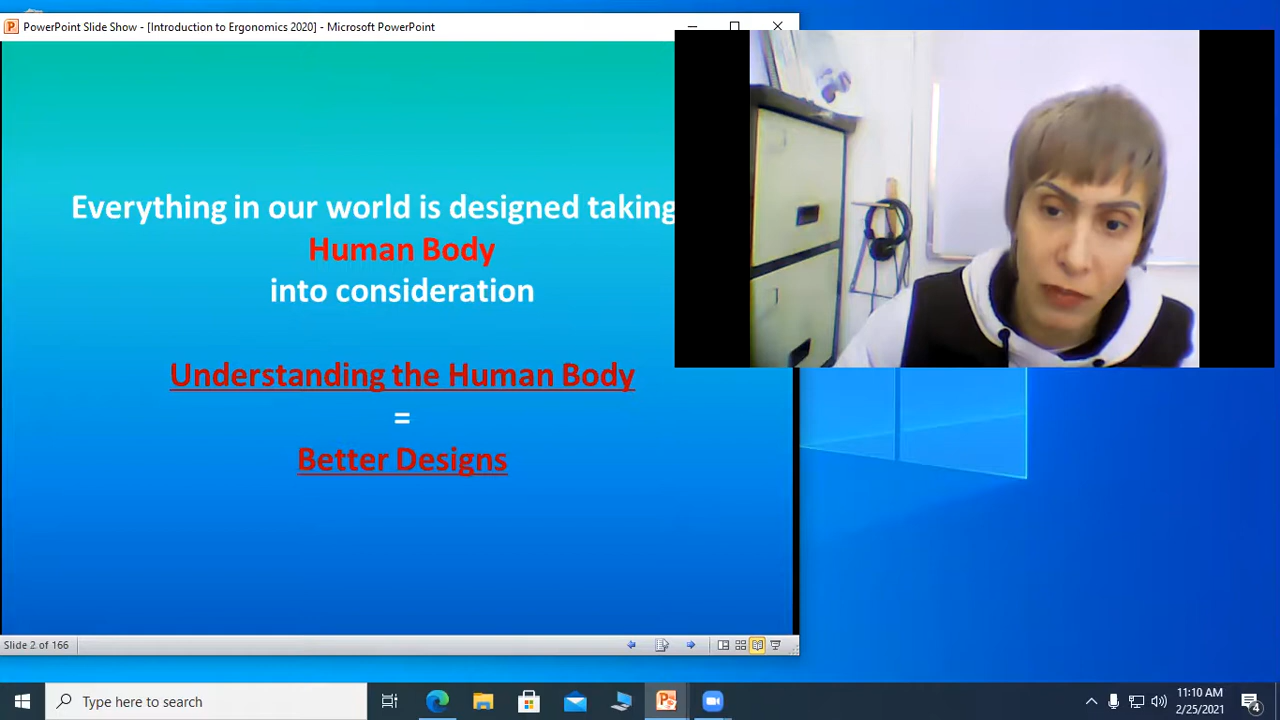 PowerPoint Slide Show - [Introduction to Ergonomics 2020] - Microsoft PowerPoint
Everything in our world is designed taking
Human Body
into consideration
Understanding the Human Body
=
Better Designs
Slide 2 of 166
Type here to search
11:10 AM
2/25/2021
4